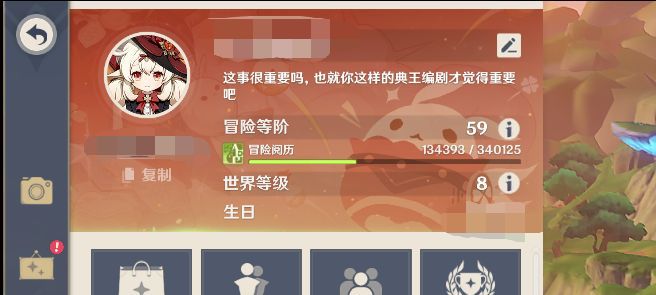 这事很重要吗，也就你这样的典王编剧才觉得重要
吧
冒险等阶 59
冒险阅历 134393 / 340125
复制
世界等级 8
生日